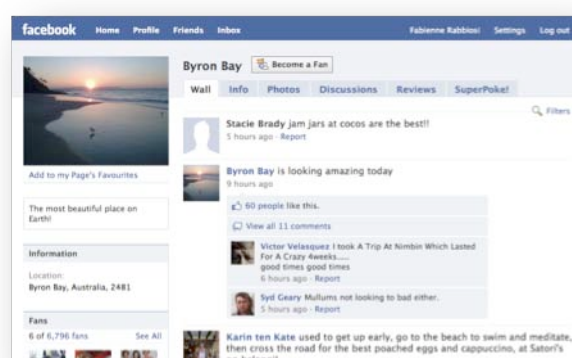 facebook Home Profile Friends Inbox Fabienne Rabbiosi Settings Log out
Byron Bay Become a Fan
Wall Info Photos Discussions Reviews SuperPoke!
Filters
Stacie Brady jam jars at cocos are the best!!
5 hours ago · Report
Add to my Page's Favourites
Byron Bay is looking amazing today
9 hours ago
60 people like this.
View all 11 comments
Victor Velasquez I took A Trip At Nimbin Which Lasted
For A Crazy 4weeks.....
good times good times
6 hours ago · Report
Syd Geary Mullums not looking to bad either.
5 hours ago · Report
The most beautiful place on
Earth!
Information
Location:
Byron Bay, Australia, 2481
Fans
6 of 6,796 fans See All
Karin ten Kate used to get up early, go to the beach to swim and meditate,
then cross the road for the best poached eggs and cappuccino, at Satori's